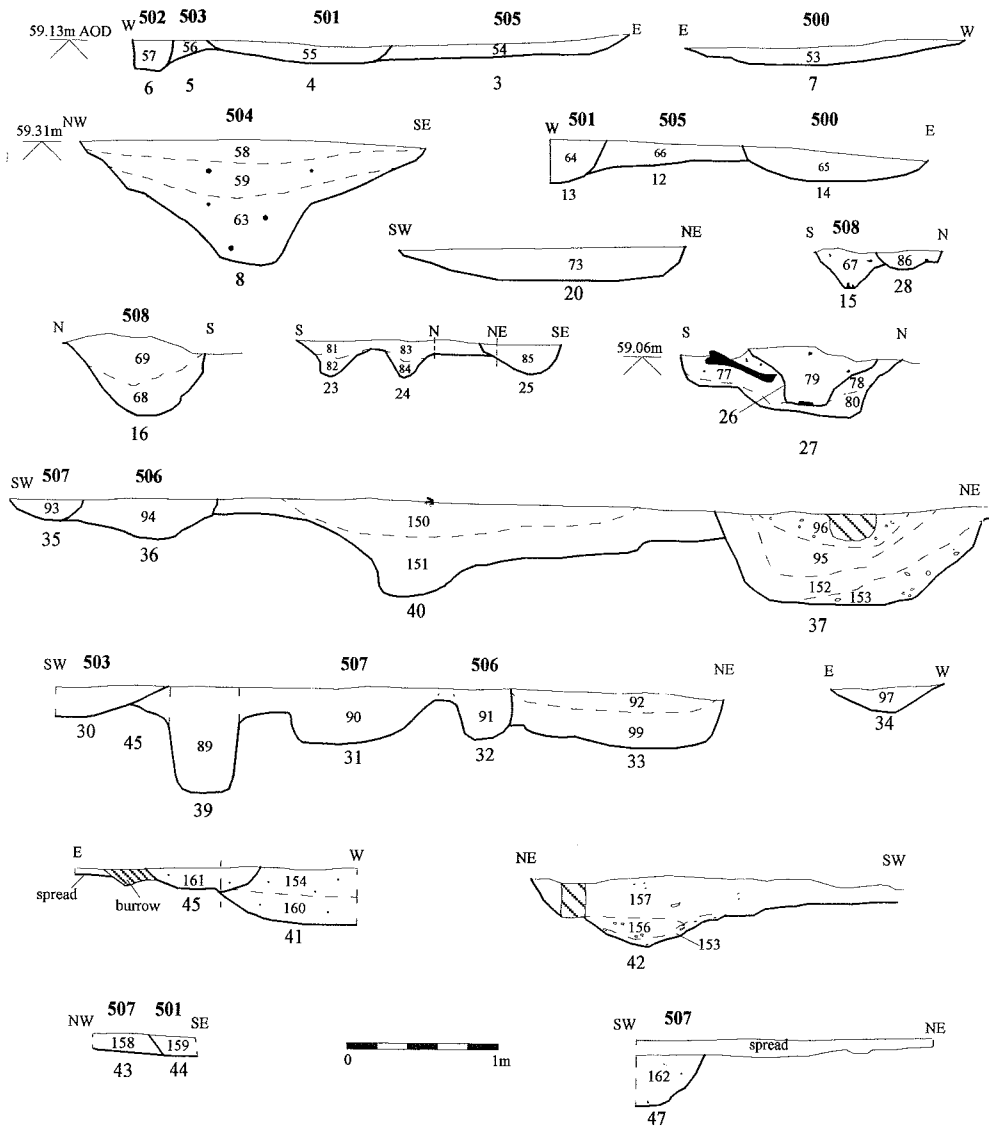 502 503 501 505 500
59.13m AOD W E E W
57 56 55 54 53
6 5 4 3 7
504
59.31m NW SE
58
59
63
8
501 505 500
W E
64 66 65
13 12 14
SW NE
73
20
508
S N
67 86
15 28
508
N S
69
68
16
S N NE SE
81 83 85
82 84
23 24 25
59.06m S N
77 79 78
80
26
27
507 506
SW NE
93 94 150 96
151 95
152 153
35 36 40 37
SW 503 507 506 NE
92
89 90 91 99
30 45 31 32 33
39
E W
97
34
E W
161 154
160
spread burrow 45
41
NE SW
157
156
153
42
507 501
NW SE
158 159
43 44
0 1m
SW 507 NE
spread
162
47